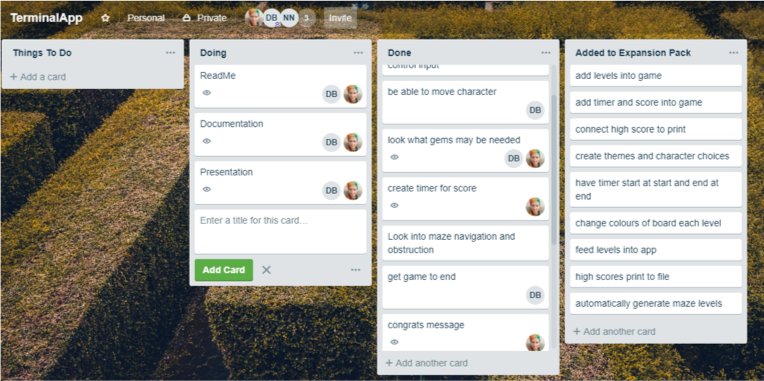 TerminalApp
Personal
Private
DB
NN
3
Invite
Things To Do
+ Add a card
Doing
ReadMe
DB
Documentation
DB
Presentation
DB
Enter a title for this card...
Add Card
Done
control input
be able to move character
DB
look what gems may be needed
DB
create timer for score
Look into maze navigation and
obstruction
get game to end
DB
congrats message
+ Add another card
Added to Expansion Pack
add levels into game
add timer and score into game
connect high score to print
create themes and character choices
have timer start at start and end at
end
change colours of board each level
feed levels into app
high scores print to file
automatically generate maze levels
+ Add another card